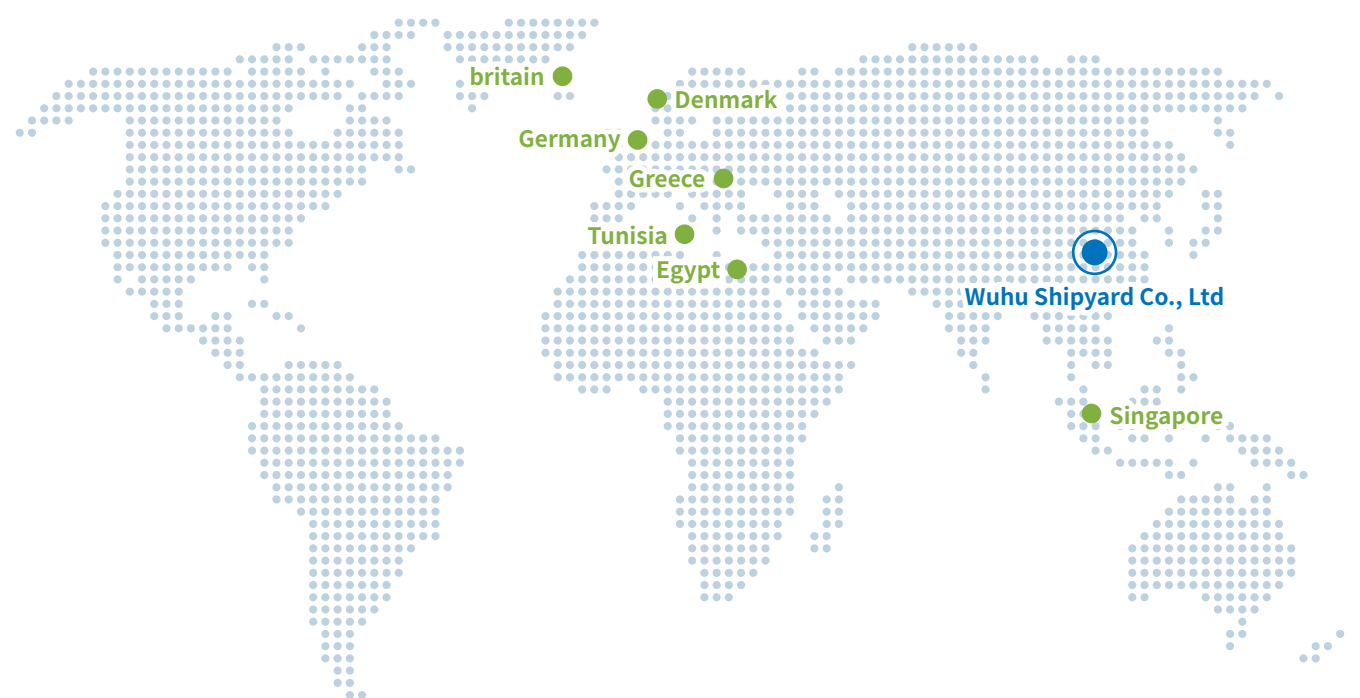 britain
Denmark
Germany
Greece
Tunisia
Egypt
Wuhu Shipyard Co., Ltd
Singapore